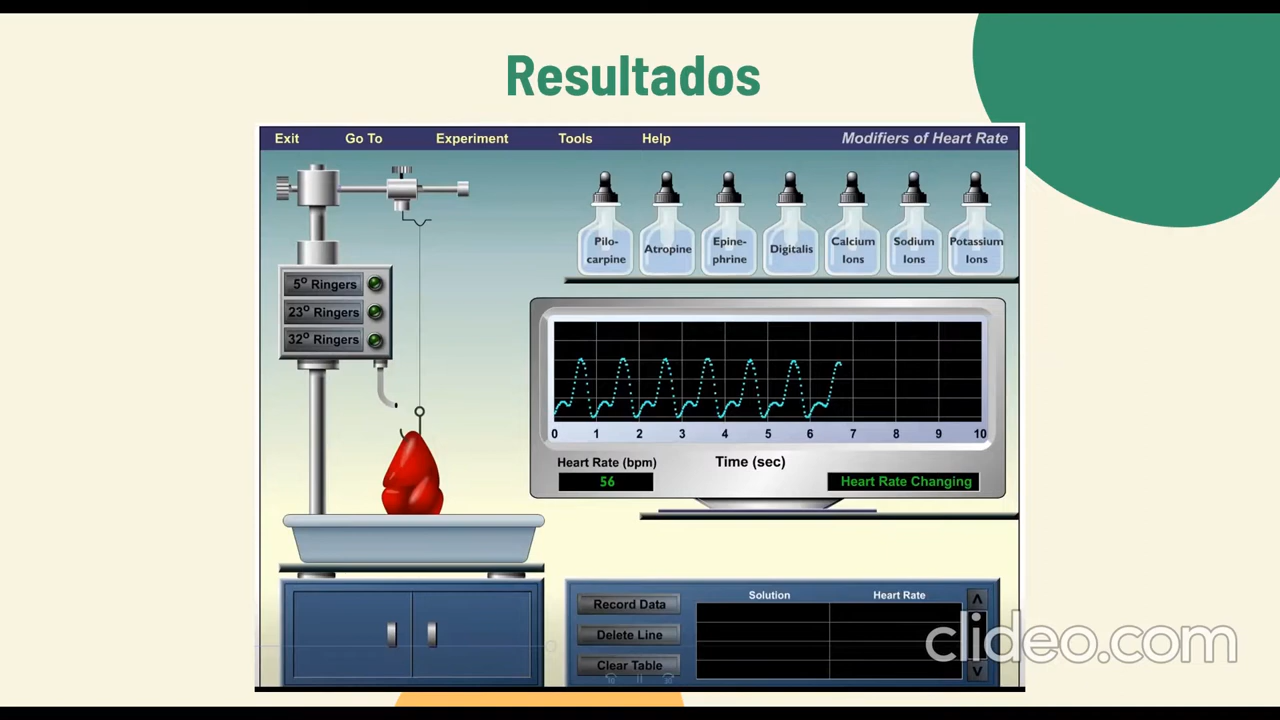 Resultados
Exit Go To Experiment Tools Help Modifiers of Heart Rate
Pilo-
carpine
Atropine
Epine-
phrine
Digitalis
Calcium
Ions
Sodium
Ions
Potassium
Ions
5° Ringers
23° Ringers
32° Ringers
0 1 2 3 4 5 6 7 8 9 10
Heart Rate (bpm) Time (sec)
56 Heart Rate Changing
Solution Heart Rate
Record Data
Delete Line
Clear Table
clideo.com